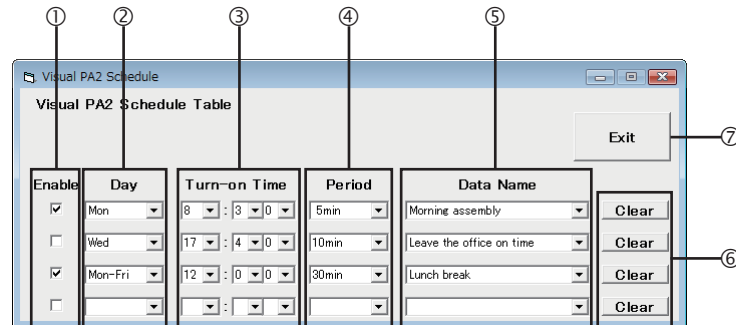 ① ② ③ ④ ⑤
Visual PA2 Schedule
Visual PA2 Schedule Table
Exit ⑦
Enable Day Turn-on Time Period Data Name
Mon 8 : 3 0 5min Morning assembly Clear
Wed 17 : 4 0 10min Leave the office on time Clear
⑥
Mon-Fri 12 : 0 0 30min Lunch break Clear
: Clear